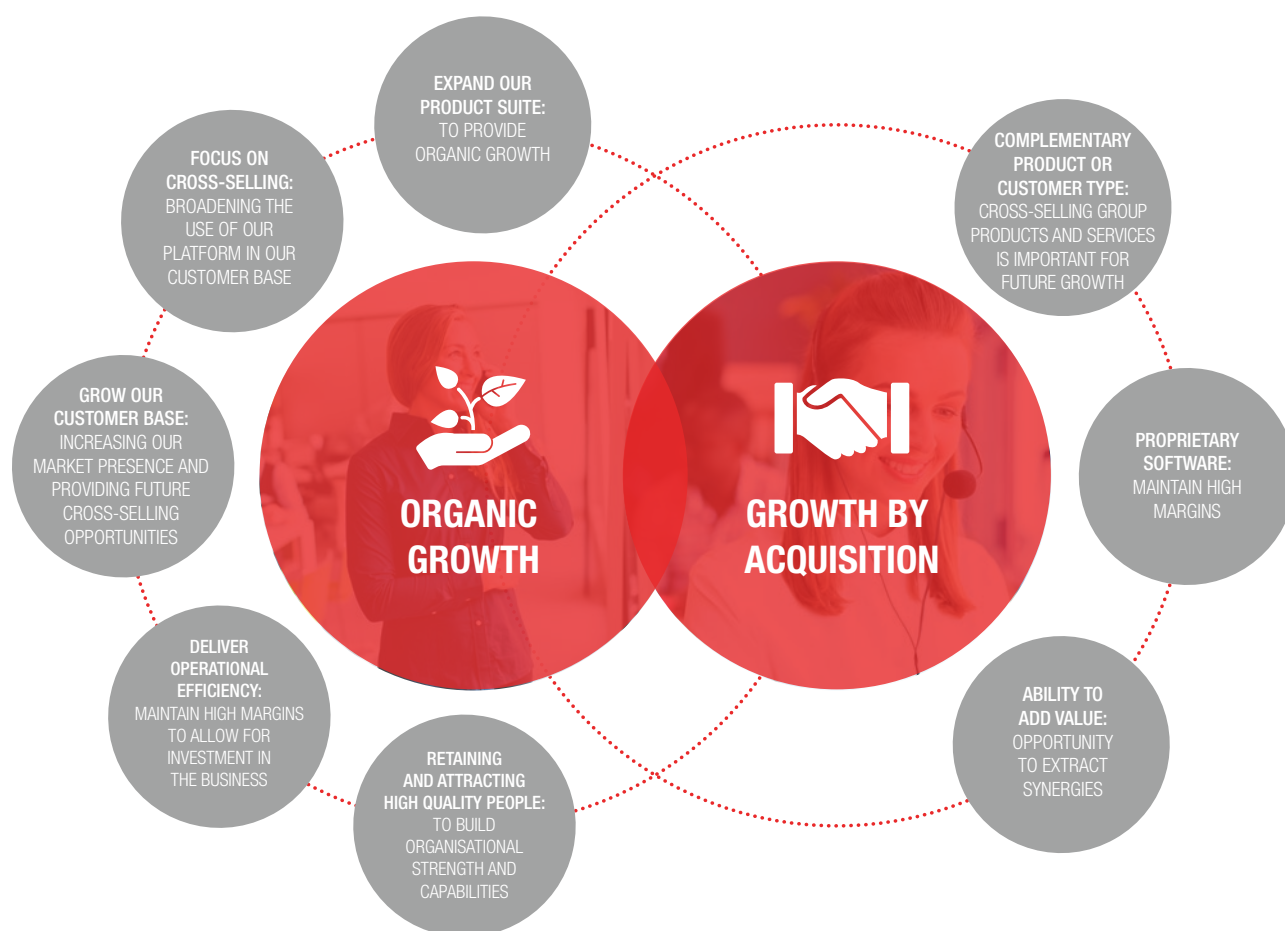 EXPAND OUR
PRODUCT SUITE:
TO PROVIDE
ORGANIC GROWTH
FOCUS ON
CROSS-SELLING:
BROADENING THE
USE OF OUR
PLATFORM IN OUR
CUSTOMER BASE
GROW OUR
CUSTOMER BASE:
INCREASING OUR
MARKET PRESENCE AND
PROVIDING FUTURE
CROSS-SELLING
OPPORTUNITIES
DELIVER
OPERATIONAL
EFFICIENCY:
MAINTAIN HIGH MARGINS
TO ALLOW FOR
INVESTMENT IN
THE BUSINESS
RETAINING
AND ATTRACTING
HIGH QUALITY PEOPLE:
TO BUILD
ORGANISATIONAL
STRENGTH AND
CAPABILITIES
ORGANIC
GROWTH
GROWTH BY
ACQUISITION
COMPLEMENTARY
PRODUCT OR
CUSTOMER TYPE:
CROSS-SELLING GROUP
PRODUCTS AND SERVICES
IS IMPORTANT FOR
FUTURE GROWTH
PROPRIETARY
SOFTWARE:
MAINTAIN HIGH
MARGINS
ABILITY TO
ADD VALUE:
OPPORTUNITY
TO EXTRACT
SYNERGIES